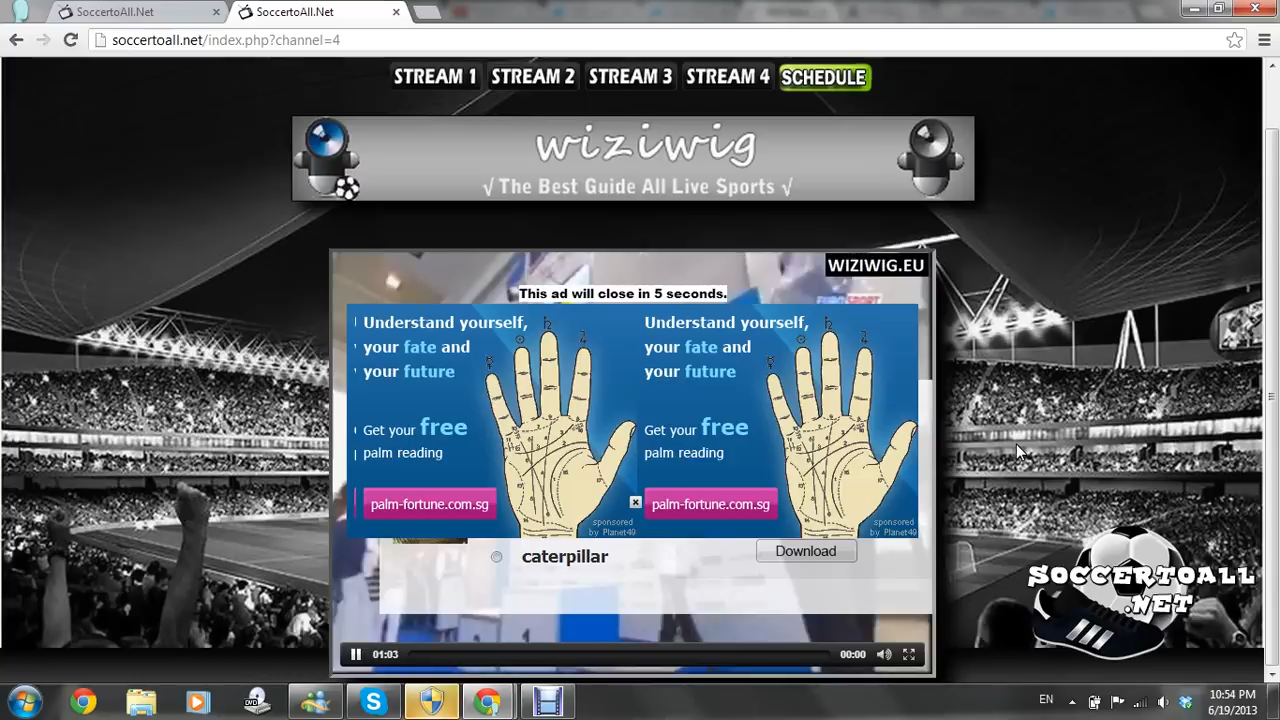 SoccertoAll.Net
SoccertoAll.Net
soccertoall.net/index.php?channel=4
STREAM 1 STREAM 2 STREAM 3 STREAM 4 SCHEDULE
wiziwig
√ The Best Guide All Live Sports √
WIZIWIG.EU
This ad will close in 5 seconds.
Understand yourself,
your fate and
your future
Get your free
palm reading
palm-fortune.com.sg
sponsored
by Planet49
Understand yourself,
your fate and
your future
Get your free
palm reading
palm-fortune.com.sg
sponsored
by Planet49
caterpillar
Download
SOCCERTOALL
.NET
01:03
00:00
EN
10:54 PM
6/19/2013